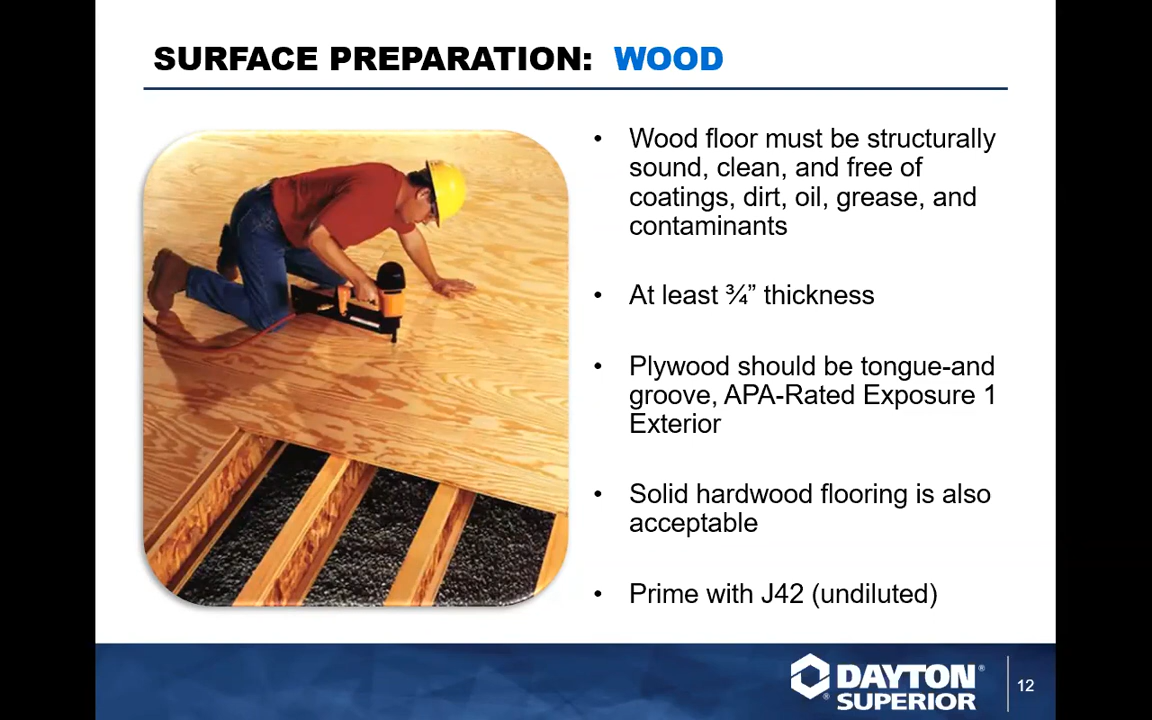 SURFACE PREPARATION: WOOD
• Wood floor must be structurally
sound, clean, and free of
coatings, dirt, oil, grease, and
contaminants
• At least ¾” thickness
• Plywood should be tongue-and
groove, APA-Rated Exposure 1
Exterior
• Solid hardwood flooring is also
acceptable
• Prime with J42 (undiluted)
DAYTON®
®SUPERIOR
12